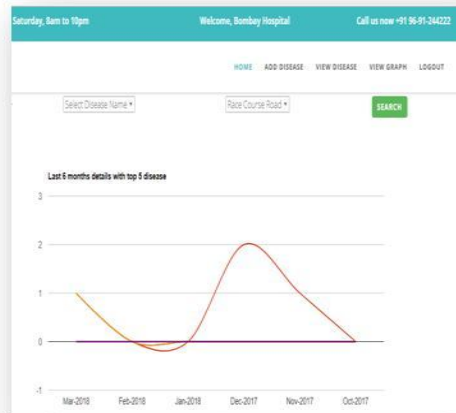 Saturday, 8am to 10pm Welcome, Bombay Hospital Call us now +91 96-91-244222
HOME ADD DISEASE VIEW DISEASE VIEW GRAPH LOGOUT
Select Disease Name Race Course Road SEARCH
Last 6 months details with top 5 disease
3
2
1
0
-1
Mar-2018 Feb-2018 Jan-2018 Dec-2017 Nov-2017 Oct-2017